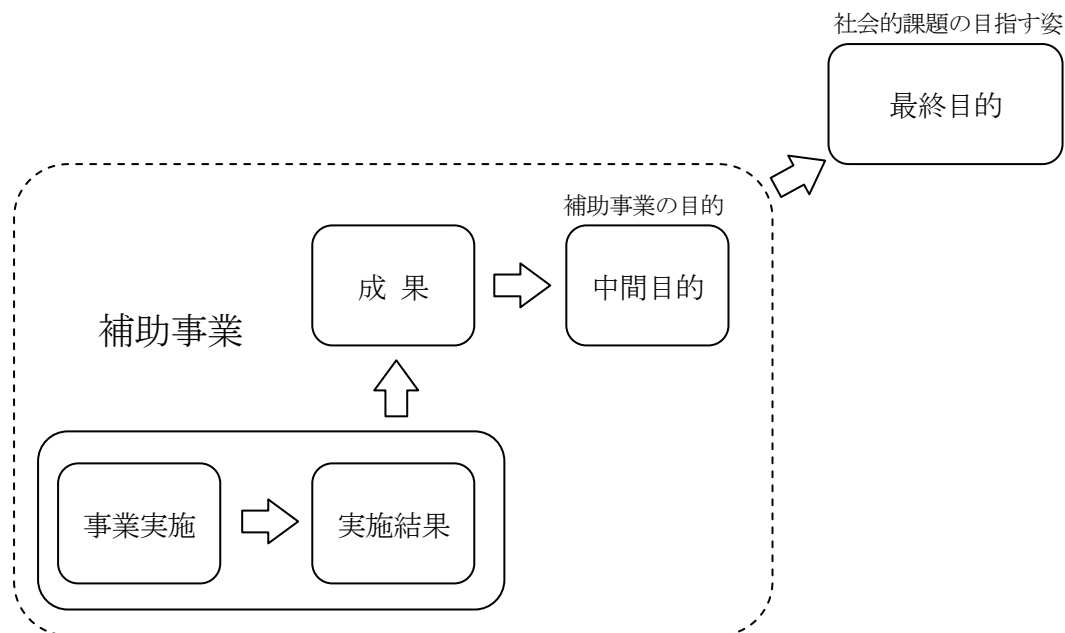 社会的課題の目指す姿
最終目的
補助事業の目的
成 果
中間目的
補助事業
事業実施
実施結果